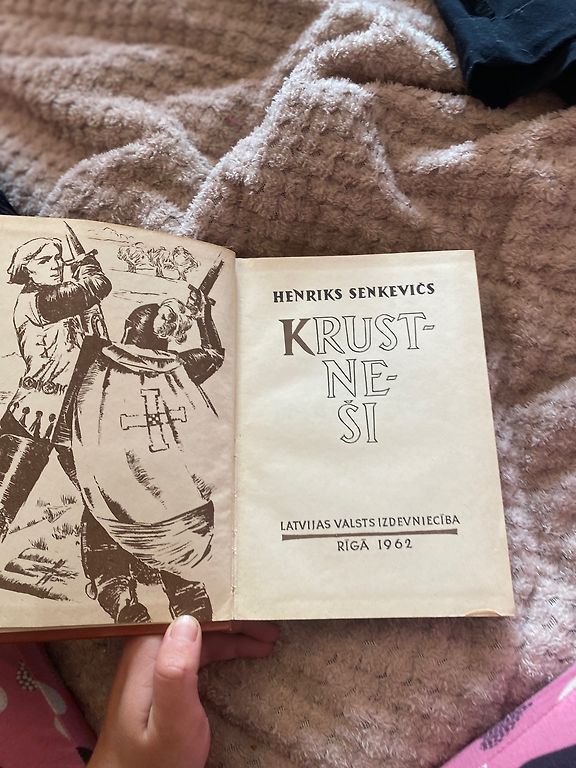 HENRIKS SENKEVIČS
KRUST-
NE-
ŠI
LATVIJAS VALSTS IZDEVNIECĪBA
RĪGĀ 1962